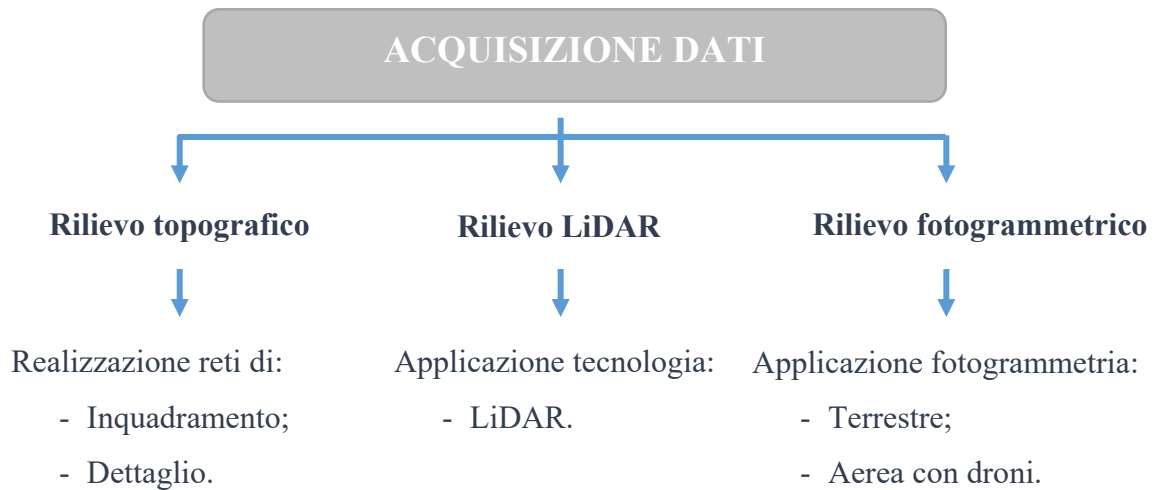 ACQUISIZIONE DATI
Rilievo topografico
Realizzazione reti di:
- Inquadramento;
- Dettaglio.
Rilievo LiDAR
Applicazione tecnologia:
- LiDAR.
Rilievo fotogrammetrico
Applicazione fotogrammetria:
- Terrestre;
- Aerea con droni.